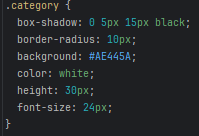 .category {
  box-shadow: 0 5px 15px black;
  border-radius: 10px;
  background: #AE445A;
  color: white;
  height: 30px;
  font-size: 24px;
}